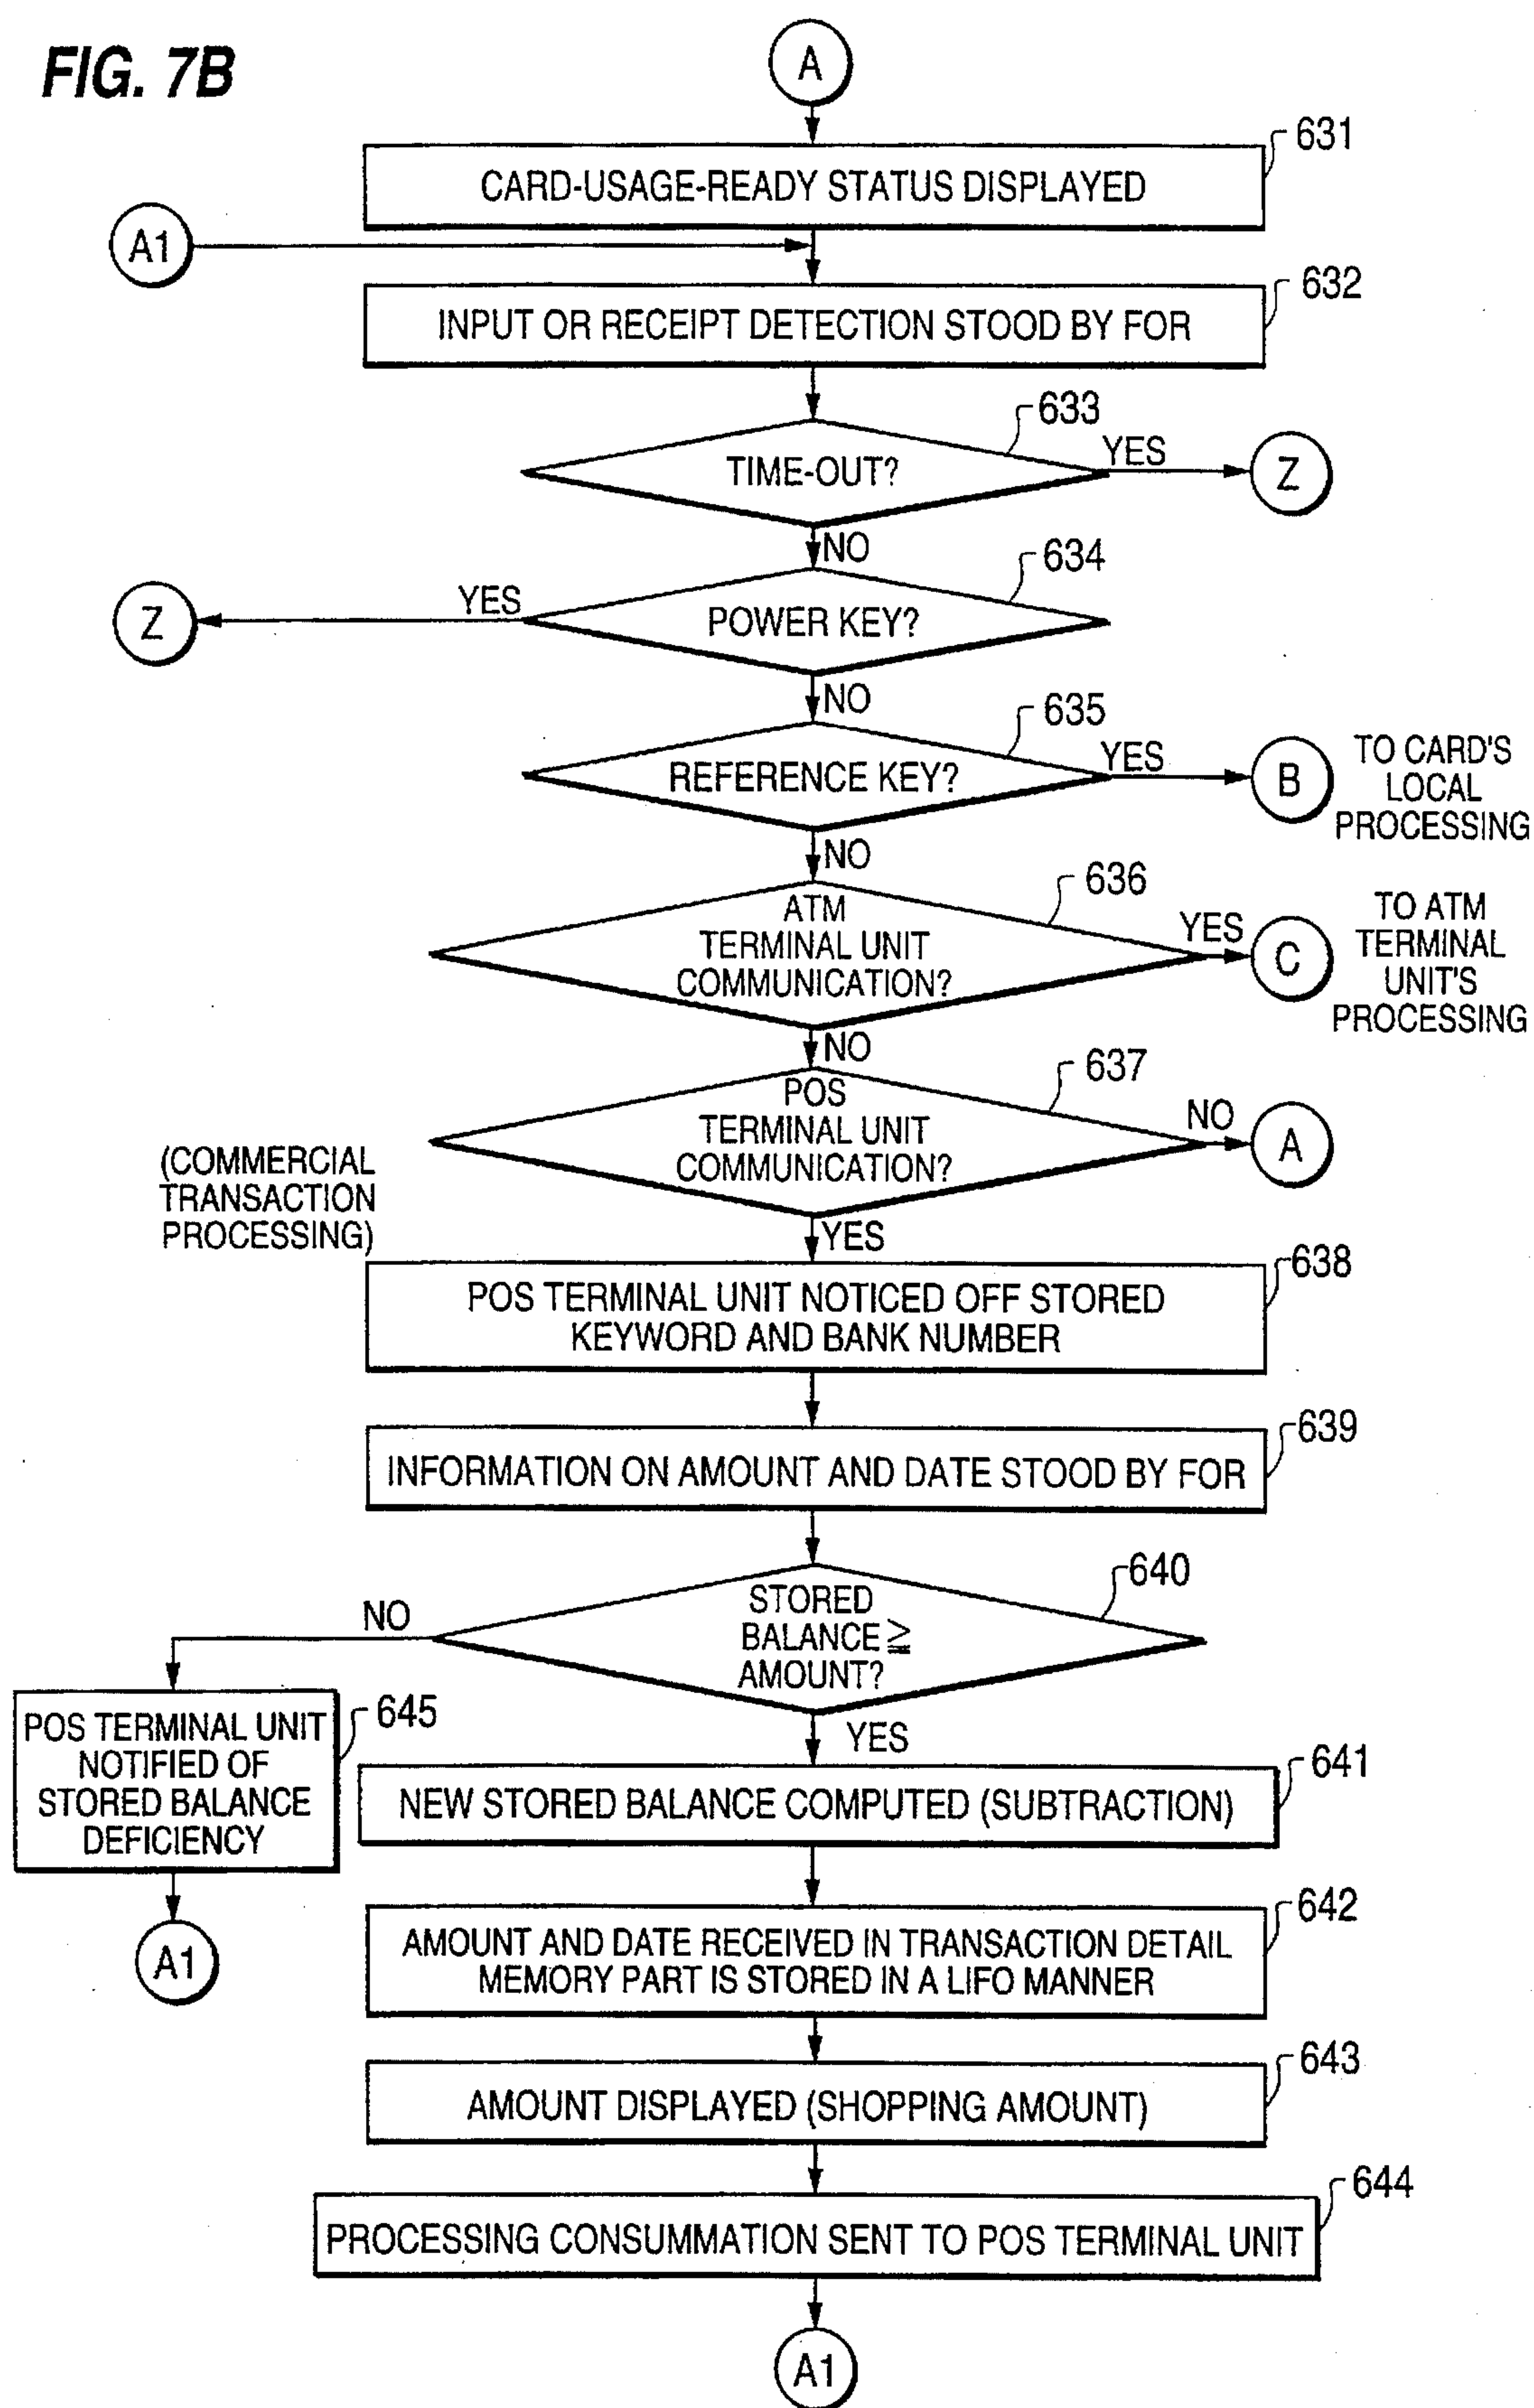 FIG. 7B
A
631
CARD-USAGE-READY STATUS DISPLAYED
A1
632
INPUT OR RECEIPT DETECTION STOOD BY FOR
633
TIME-OUT?
YES
Z
NO
634
POWER KEY?
YES
Z
NO
635
REFERENCE KEY?
YES
B
TO CARD'S
LOCAL
PROCESSING
NO
636
ATM
TERMINAL UNIT
COMMUNICATION?
YES
C
TO ATM
TERMINAL
UNIT'S
PROCESSING
NO
637
POS
TERMINAL UNIT
COMMUNICATION?
NO
A
(COMMERCIAL
TRANSACTION
PROCESSING)
YES
638
POS TERMINAL UNIT NOTICED OFF STORED
KEYWORD AND BANK NUMBER
639
INFORMATION ON AMOUNT AND DATE STOOD BY FOR
640
STORED
BALANCE ≧
AMOUNT?
NO
645
POS TERMINAL UNIT
NOTIFIED OF
STORED BALANCE
DEFICIENCY
A1
YES
641
NEW STORED BALANCE COMPUTED (SUBTRACTION)
642
AMOUNT AND DATE RECEIVED IN TRANSACTION DETAIL
MEMORY PART IS STORED IN A LIFO MANNER
643
AMOUNT DISPLAYED (SHOPPING AMOUNT)
644
PROCESSING CONSUMMATION SENT TO POS TERMINAL UNIT
A1